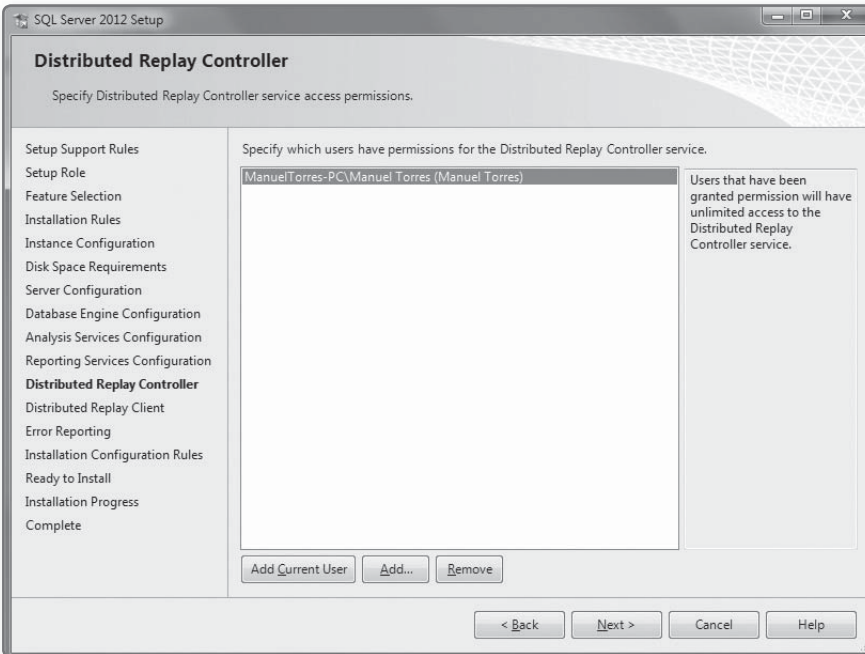 SQL Server 2012 Setup
Distributed Replay Controller
Specify Distributed Replay Controller service access permissions.
Setup Support Rules
Setup Role
Feature Selection
Installation Rules
Instance Configuration
Disk Space Requirements
Server Configuration
Database Engine Configuration
Analysis Services Configuration
Reporting Services Configuration
Distributed Replay Controller
Distributed Replay Client
Error Reporting
Installation Configuration Rules
Ready to Install
Installation Progress
Complete
Specify which users have permissions for the Distributed Replay Controller service.
ManuelTorres-PC\Manuel Torres (Manuel Torres)
Users that have been
granted permission will have
unlimited access to the
Distributed Replay
Controller service.
Add Current User
Add...
Remove
< Back
Next >
Cancel
Help